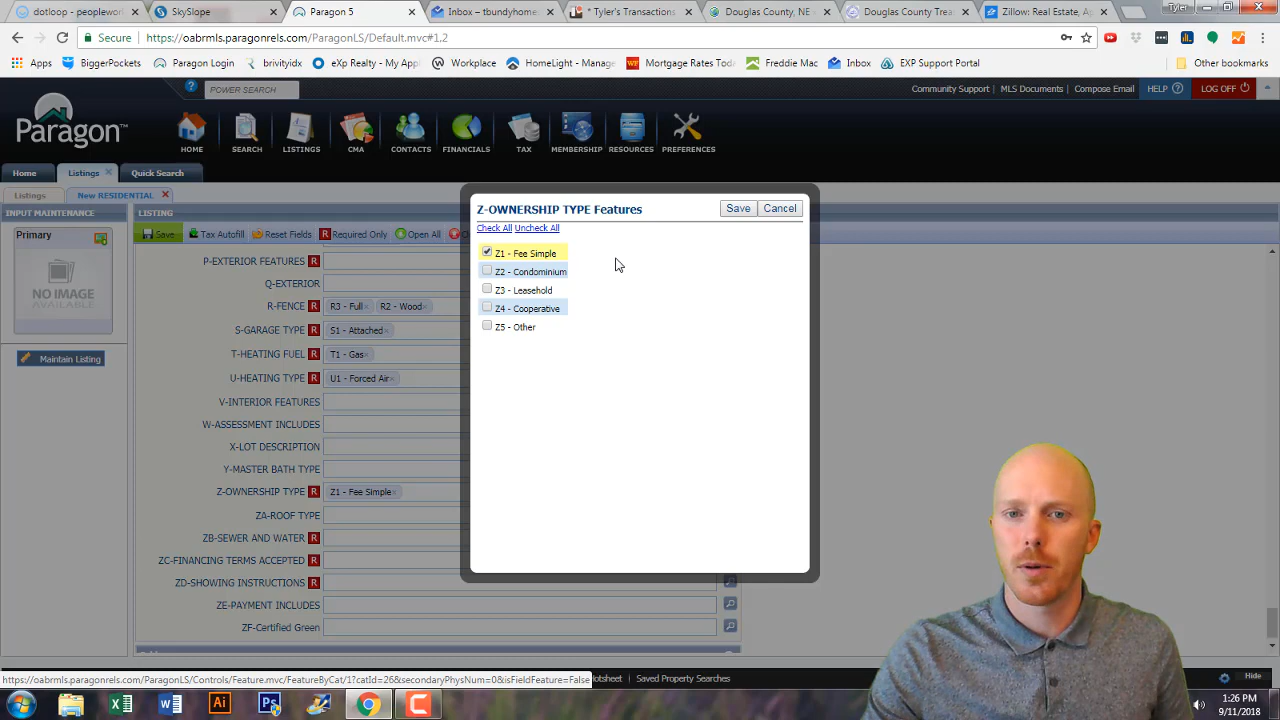 dotloop - peoplework
SkySlope
Paragon 5
Inbox – tbundyhomes
* Tyler's Transactions
Douglas County, NE
Douglas County Trea
Zillow: Real Estate, A
Tyler
Secure
https://oabrmls.paragonrels.com/ParagonLS/Default.mvc#1.2
Apps
BiggerPockets
Paragon Login
brivityidx
eXp Realty - My Appl
Workplace
HomeLight - Manage
Mortgage Rates Toda
Freddie Mac
Inbox
EXP Support Portal
Other bookmarks
POWER SEARCH
Community Support
MLS Documents
Compose Email
HELP
LOG OFF
Paragon™
HOME
SEARCH
LISTINGS
CMA
CONTACTS
FINANCIALS
TAX
MEMBERSHIP
RESOURCES
PREFERENCES
Home
Listings
Quick Search
Listings
New RESIDENTIAL
INPUT MAINTENANCE
Primary
NO IMAGE
AVAILABLE
Maintain Listing
LISTING
Save
Tax Autofill
Reset Fields
R Required Only
Open All
P-EXTERIOR FEATURES R
Q-EXTERIOR
R-FENCE R R3 - Full× R2 - Wood×
S-GARAGE TYPE R S1 - Attached×
T-HEATING FUEL R T1 - Gas×
U-HEATING TYPE R U1 - Forced Air×
V-INTERIOR FEATURES
W-ASSESSMENT INCLUDES
X-LOT DESCRIPTION
Y-MASTER BATH TYPE
Z-OWNERSHIP TYPE R Z1 - Fee Simple×
ZA-ROOF TYPE
ZB-SEWER AND WATER R
ZC-FINANCING TERMS ACCEPTED R
ZD-SHOWING INSTRUCTIONS R
ZE-PAYMENT INCLUDES
ZF-Certified Green
Z-OWNERSHIP TYPE Features
Save
Cancel
Check All Uncheck All
Z1 - Fee Simple
Z2 - Condominium
Z3 - Leasehold
Z4 - Cooperative
Z5 - Other
https://oabrmls.paragonrels.com/ParagonLS/Controls/Feature.mvc/FeatureByCat/1?catId=26&secondaryPhysNum=0&isFieldFeature=False
Saved Property Searches
Hide
1:26 PM
9/11/2018